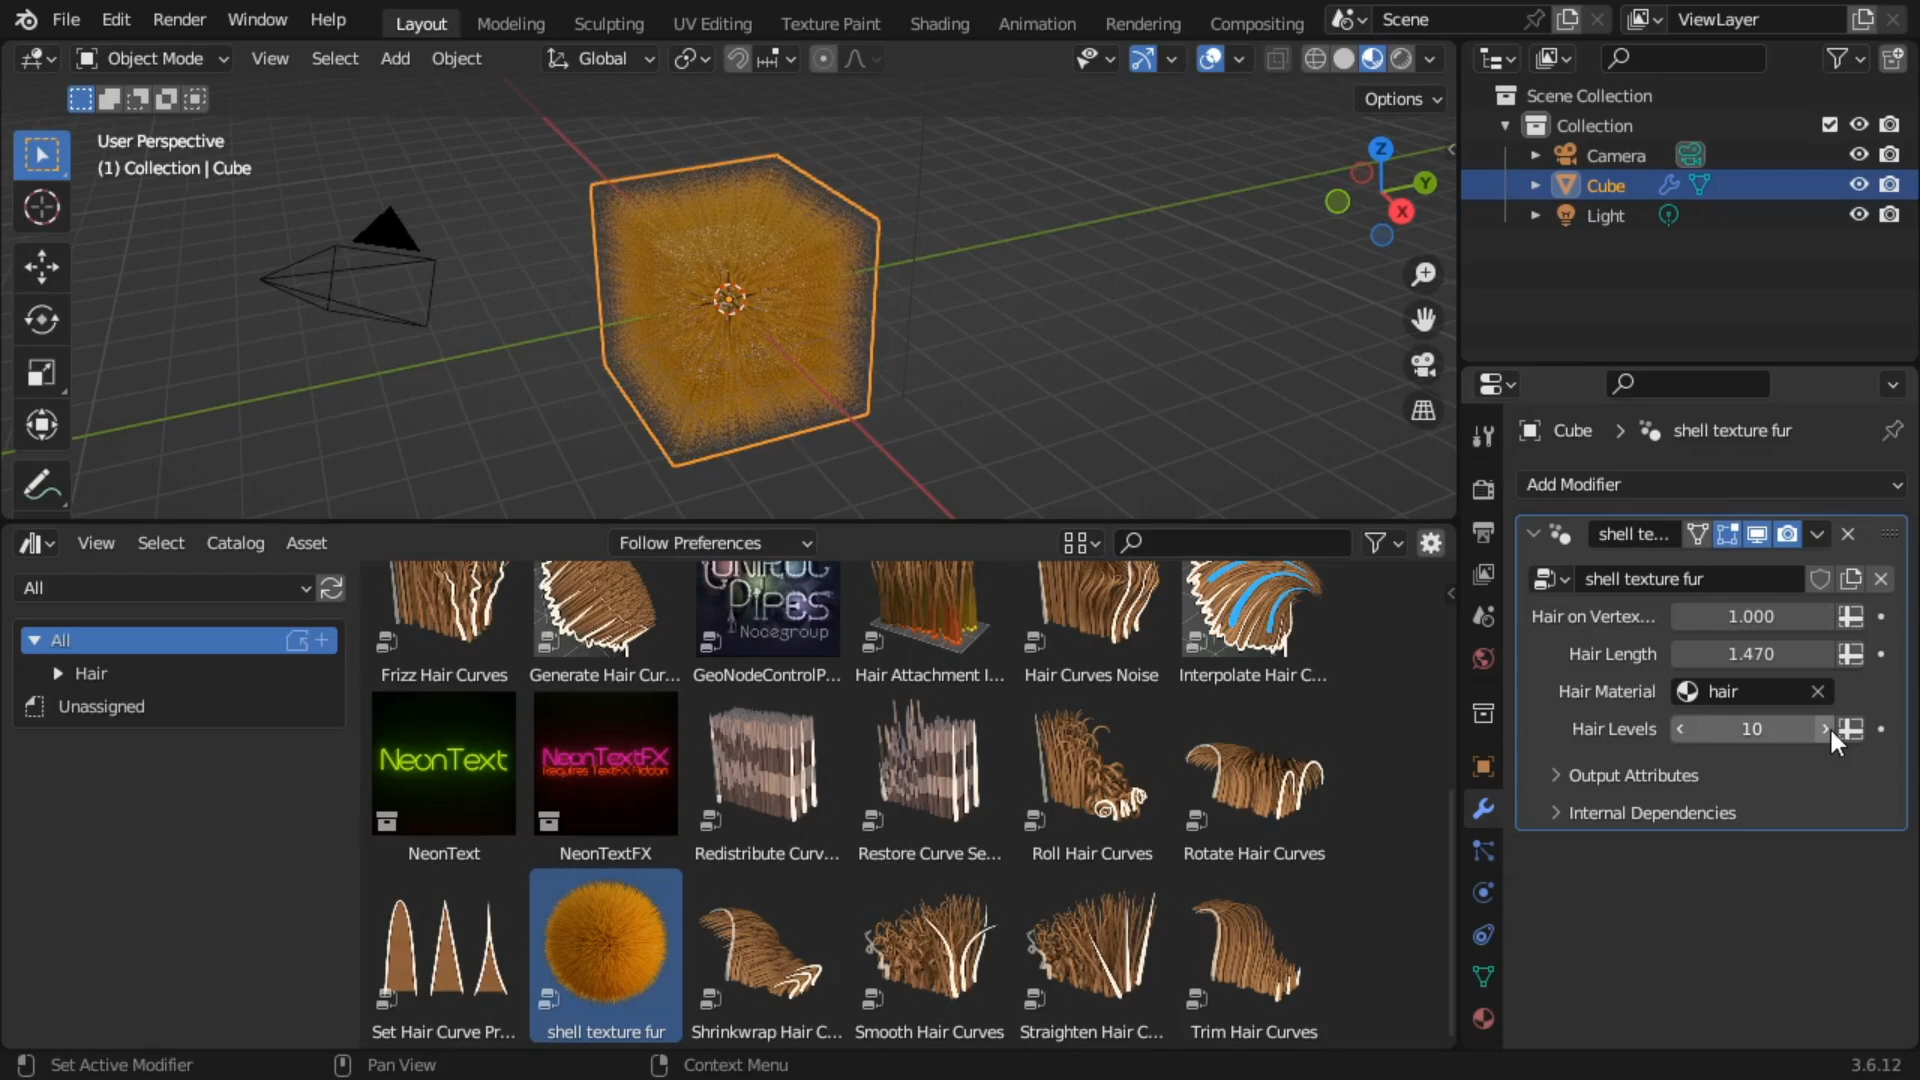 File Edit Render Window Help Layout Modeling Sculpting UV Editing Texture Paint Shading Animation Rendering Compositing Scene ViewLayer
Object Mode View Select Add Object Global
Options
User Perspective
(1) Collection | Cube
Z
Y
X
Scene Collection
Collection
Camera
Cube
Light
Cube > shell texture fur
Add Modifier
shell te...
shell texture fur
Hair on Vertex... 1.000
Hair Length 1.470
Hair Material hair
Hair Levels 10
Output Attributes
Internal Dependencies
View Select Catalog Asset Follow Preferences
All
All
Hair
Unassigned
PIPES
Nodegroup
Frizz Hair Curves Generate Hair Cur... GeoNodeControlP... Hair Attachment I... Hair Curves Noise Interpolate Hair C...
NeonText NeonTextFX
Requires TextFX Addon
NeonText NeonTextFX Redistribute Curv... Restore Curve Se... Roll Hair Curves Rotate Hair Curves
Set Hair Curve Pr... shell texture fur Shrinkwrap Hair C... Smooth Hair Curves Straighten Hair C... Trim Hair Curves
Set Active Modifier Pan View Context Menu 3.6.12